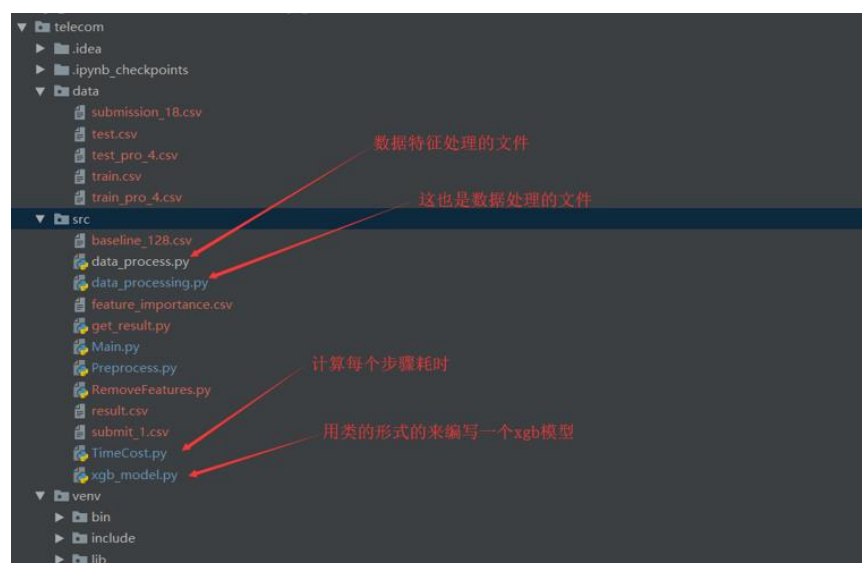 telecom
.idea
.ipynb_checkpoints
data
submission_18.csv
test.csv
数据特征处理的文件
test_pro_4.csv
train.csv
train_pro_4.csv
这也是数据处理的文件
src
baseline_128.csv
data_process.py
data_processing.py
feature_importance.csv
get_result.py
Main.py
Preprocess.py
计算每个步骤耗时
RemoveFeatures.py
result.csv
submit_1.csv
用类的形式的来编写一个xgb模型
TimeCost.py
xgb_model.py
venv
bin
include
lib